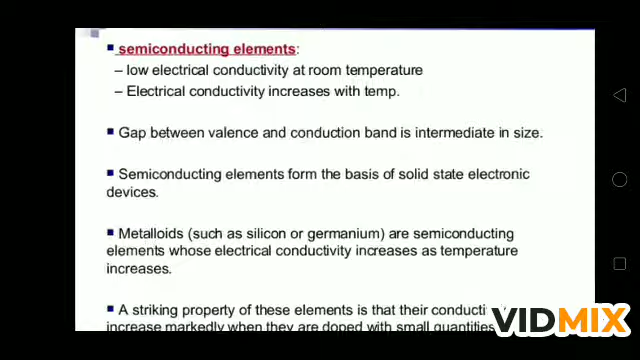 semiconducting elements:
– low electrical conductivity at room temperature
– Electrical conductivity increases with temp.
Gap between valence and conduction band is intermediate in size.
Semiconducting elements form the basis of solid state electronic
devices.
Metalloids (such as silicon or germanium) are semiconducting
elements whose electrical conductivity increases as temperature
increases.
A striking property of these elements is that their
increase markedly when they are doped with small quantities
VIDMIX